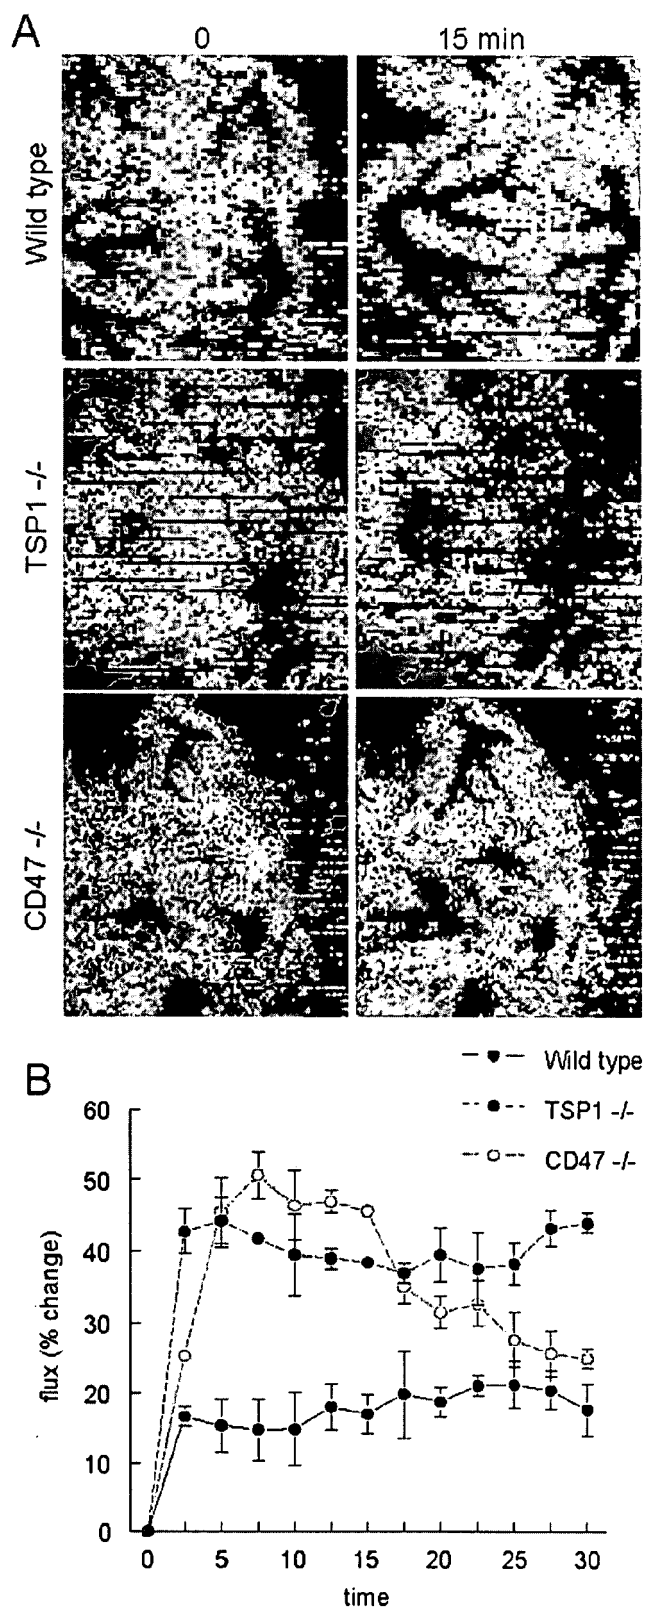 A
0 15 min
Wild type
TSP1 -/-
CD47 -/-
B
Wild type
TSP1 -/-
CD47 -/-
60
50
40
30
20
10
0
flux (% change)
0 5 10 15 20 25 30
time